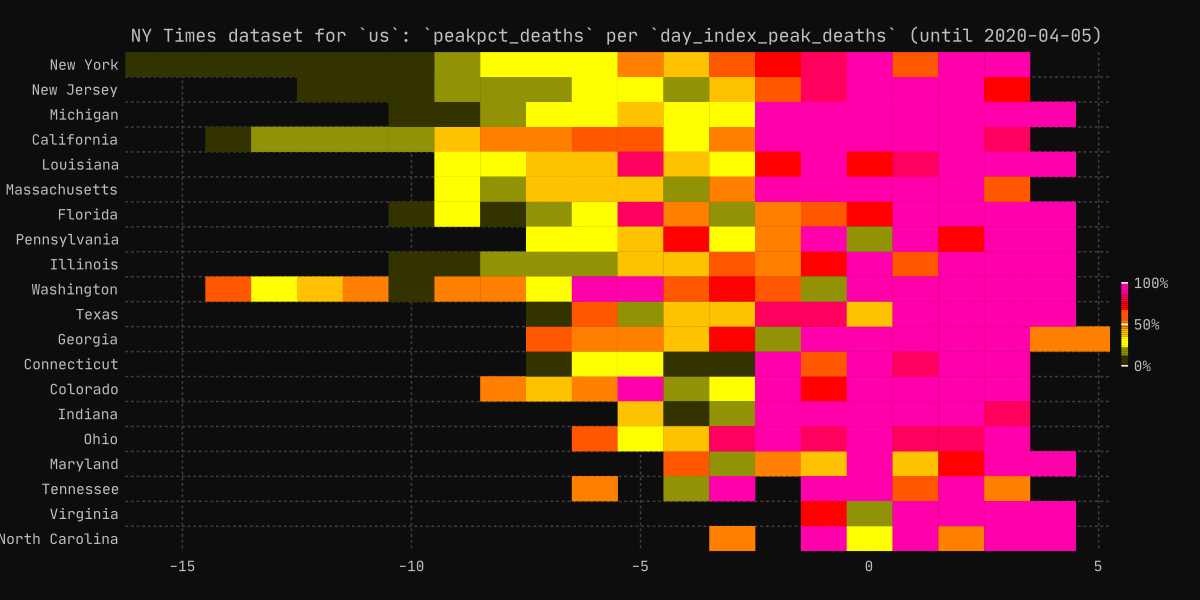 NY Times dataset for `us`: `peakpct_deaths` per `day_index_peak_deaths` (until 2020-04-05)
New York
New Jersey
Michigan
California
Louisiana
Massachusetts
Florida
Pennsylvania
Illinois
Washington
Texas
Georgia
Connecticut
Colorado
Indiana
Ohio
Maryland
Tennessee
Virginia
North Carolina
-15
-10
-5
0
5
100%
50%
0%